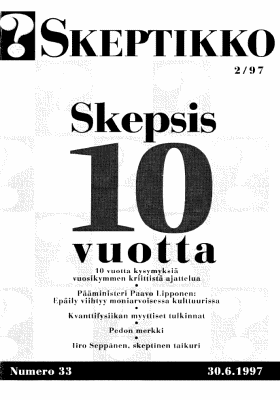 ? SKEPTIKKO
2/97
Skepsis
10
vuotta
10 vuotta kysymyksiä
vuosikymmen kriittistä ajattelua
•
Pääministeri Paavo Lipponen:
Epäily viihtyy moniarvoisessa kulttuurissa
•
Kvanttifysiikan myyttiset tulkinnat
•
Pedon merkki
•
Iiro Seppänen, skeptinen taikuri
Numero 33 30.6.1997